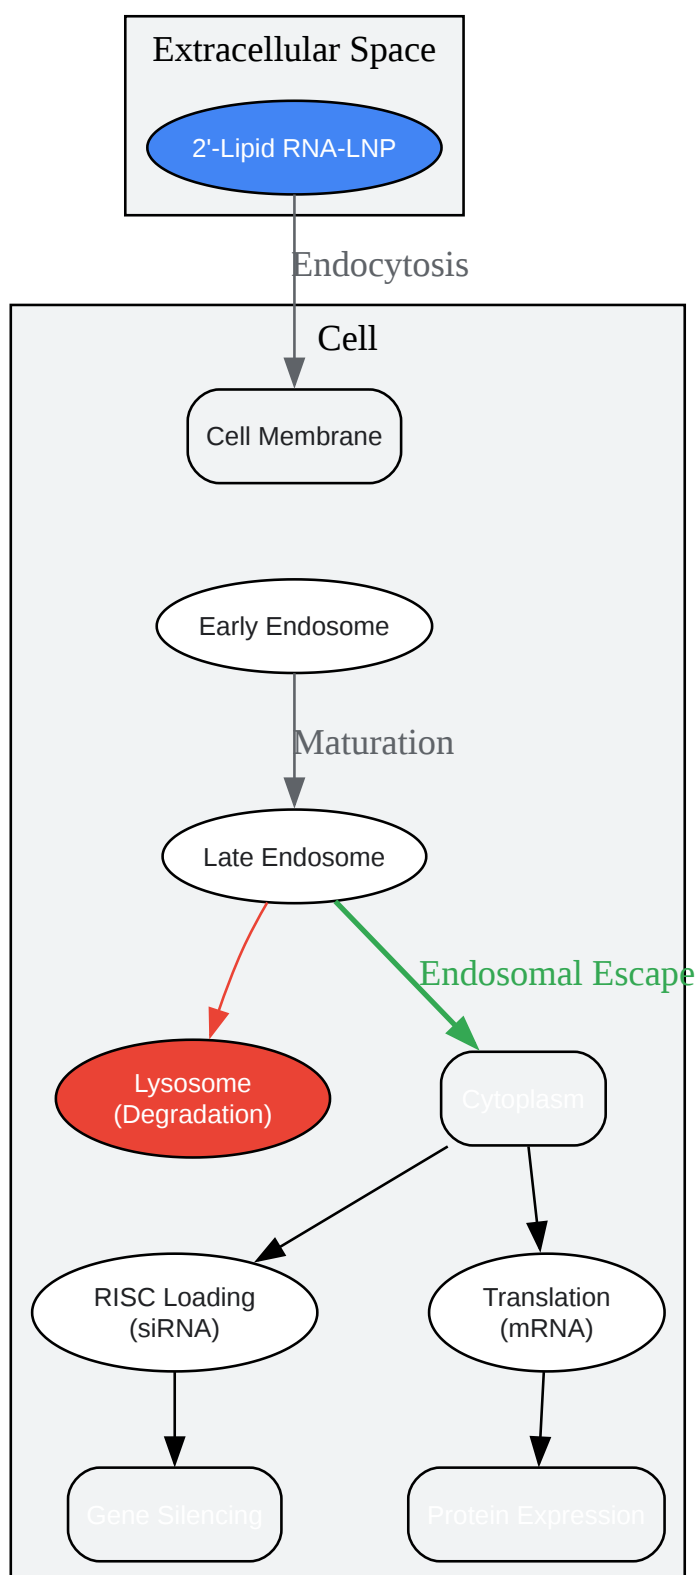 Extracellular Space
2'-Lipid RNA-LNP
Endocytosis
Cell
Cell Membrane
Early Endosome
Maturation
Late Endosome
Endosomal Escape
Lysosome
(Degradation)
Cytoplasm
RISC Loading
(siRNA)
Translation
(mRNA)
Gene Silencing
Protein Expression